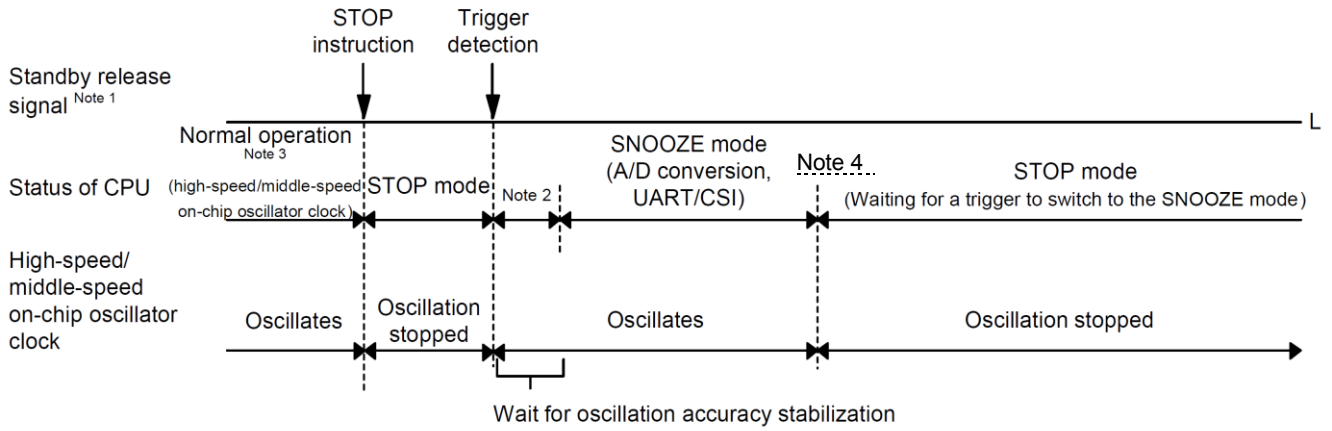 STOP
instruction
Trigger
detection
Standby release
signal Note 1
L
Normal operation
Note 3
(high-speed/middle-speed
on-chip oscillator clock)
Status of CPU
STOP mode
Note 2
SNOOZE mode
(A/D conversion,
UART/CSI)
Note 4
STOP mode
(Waiting for a trigger to switch to the SNOOZE mode)
High-speed/
middle-speed
on-chip oscillator
clock
Oscillates
Oscillation
stopped
Oscillates
Oscillation stopped
Wait for oscillation accuracy stabilization